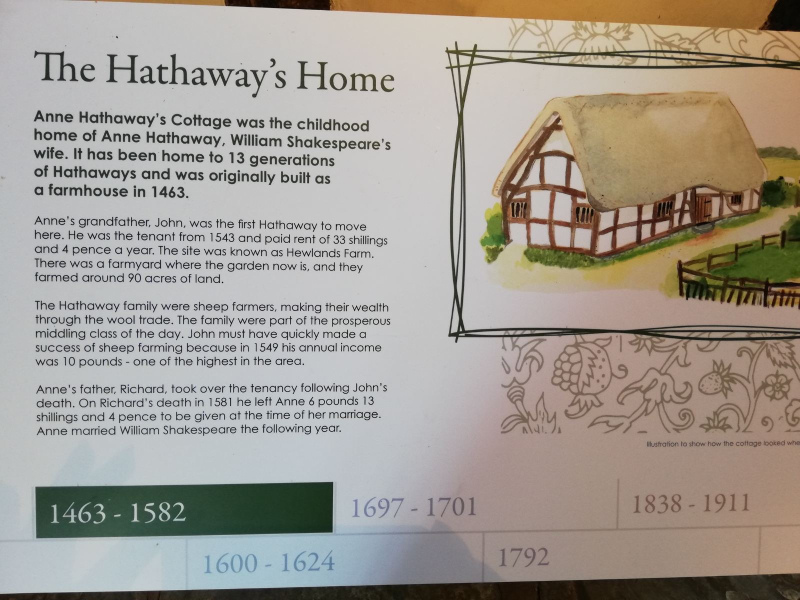 The Hathaway's Home
Anne Hathaway's Cottage was the childhood
home of Anne Hathaway, William Shakespeare's
wife. It has been home to 13 generations
of Hathaways and was originally built as
a farmhouse in 1463.
Anne's grandfather, John, was the first Hathaway to move
here. He was the tenant from 1543 and paid rent of 33 shillings
and 4 pence a year. The site was known as Hewlands Farm.
There was a farmyard where the garden now is, and they
farmed around 90 acres of land.
The Hathaway family were sheep farmers, making their wealth
through the wool trade. The family were part of the prosperous
middling class of the day. John must have quickly made a
success of sheep farming because in 1549 his annual income
was 10 pounds - one of the highest in the area.
Anne's father, Richard, took over the tenancy following John's
death. On Richard's death in 1581 he left Anne 6 pounds 13
shillings and 4 pence to be given at the time of her marriage.
Anne married William Shakespeare the following year.
Illustration to show how the cottage looked
1463 - 1582
1697 - 1701
1838 - 1911
1600 - 1624
1792